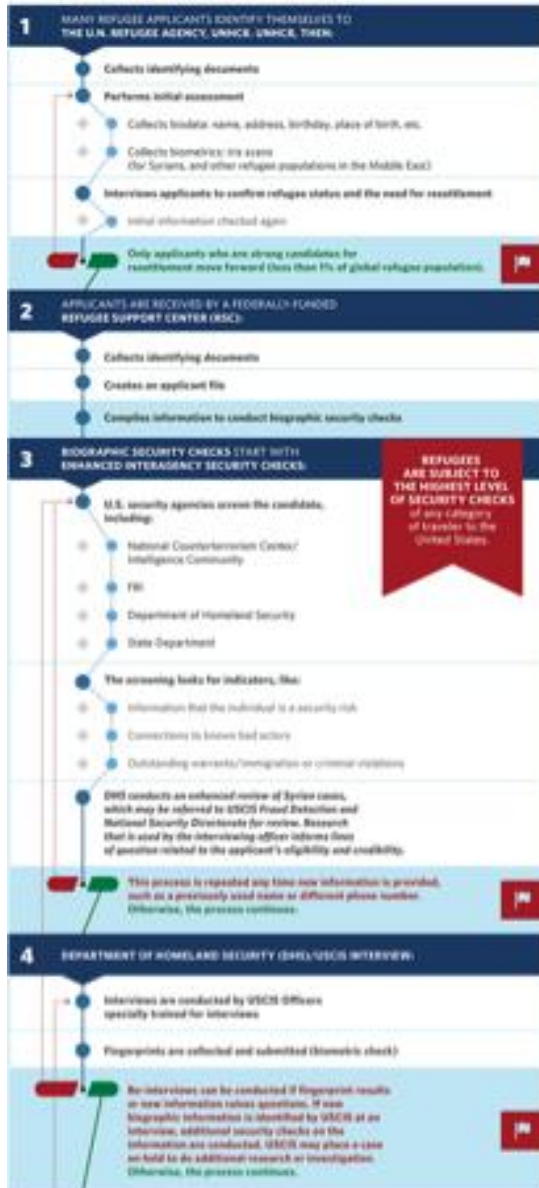 1
MANY REFUGEE APPLICANTS IDENTIFY THEMSELVES TO
THE U.N. REFUGEE AGENCY, UNHCR. UNHCR, THEN:
Collects identifying documents
Performs initial assessment
Collects biodata: name, address, birthday, place of birth, etc.
Collects biometrics: iris scans
(for Syrians, and other refugee populations in the Middle East)
Interviews applicants to confirm refugee status and the need for resettlement
Initial information checked again
Only applicants who are strong candidates for
resettlement move forward (less than 1% of global refugee population).
2
APPLICANTS ARE RECEIVED BY A FEDERALLY-FUNDED
REFUGEE SUPPORT CENTER (RSC):
Collects identifying documents
Creates an applicant file
Compiles information to conduct biographic security checks
3
BIOGRAPHIC SECURITY CHECKS START WITH
ENHANCED INTERAGENCY SECURITY CHECKS:
REFUGEES
ARE SUBJECT TO
THE HIGHEST LEVEL
OF SECURITY CHECKS
of any category
of traveler to the
United States.
U.S. security agencies screen the candidate,
including:
National Counterterrorism Center/
Intelligence Community
FBI
Department of Homeland Security
State Department
The screening looks for indicators, like:
Information that the individual is a security risk
Connections to known bad actors
Outstanding warrants/immigration or criminal violations
DHS conducts an enhanced review of Syrian cases,
which may be referred to USCIS Fraud Detection and
National Security Directorate for review. Research
that is used by the interviewing officer informs lines
of question related to the applicant's eligibility and credibility.
This process is repeated any time new information is provided,
such as a previously used name or different phone number.
Otherwise, the process continues.
4
DEPARTMENT OF HOMELAND SECURITY (DHS)/USCIS INTERVIEW:
Interviews are conducted by USCIS Officers
specially trained for interviews
Fingerprints are collected and submitted (biometric check)
Re-interviews can be conducted if fingerprint results
or new information raises questions. If new
biographic information is identified by USCIS at an
interview, additional security checks on the
information are conducted. USCIS may place a case
on hold to do additional research or investigation.
Otherwise, the process continues.